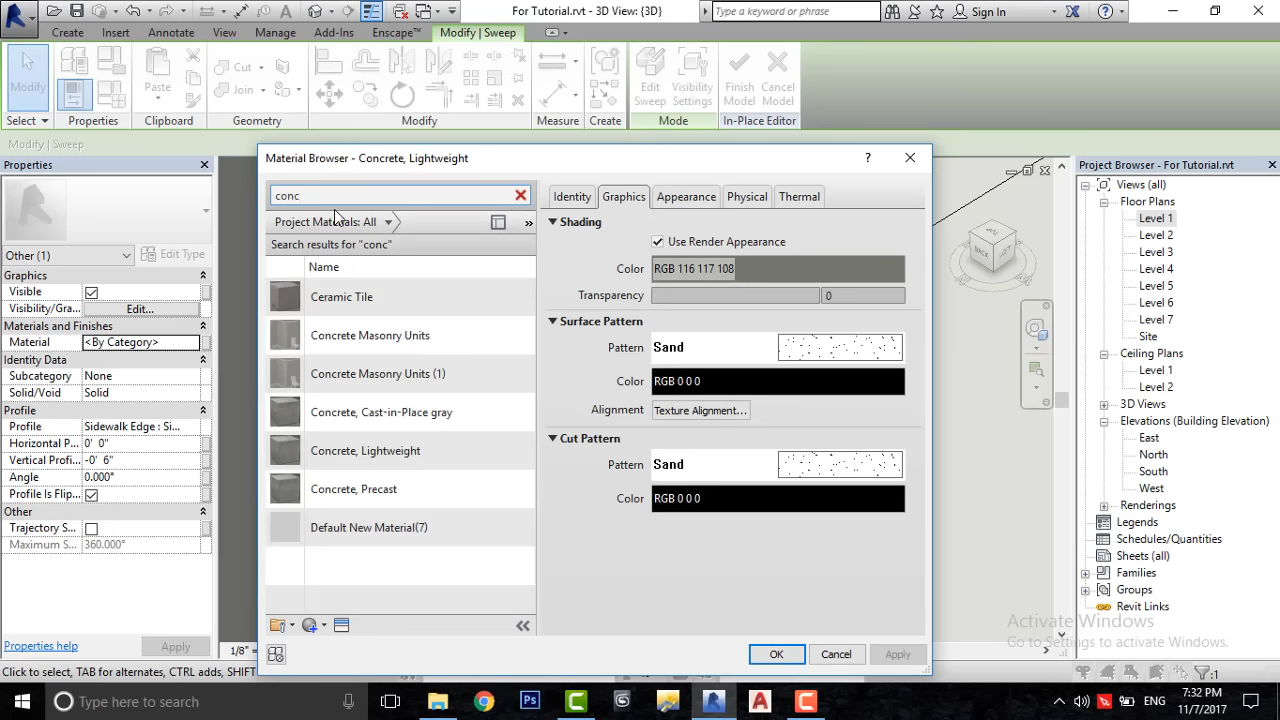 For Tutorial.rvt - 3D View: {3D}
Type a keyword or phrase
Sign In
Create Insert Annotate View Manage Add-Ins Enscape™ Modify | Sweep
Modify
Paste
Cut
Join
Edit Sweep
Visibility Settings
Finish Model
Cancel Model
Select Properties Clipboard Geometry Modify Measure Create Mode In-Place Editor
Modify | Sweep
Properties
Other (1)
Edit Type
Graphics
Visible
Visibility/Gra... Edit...
Materials and Finishes
Material <By Category>
Identity Data
Subcategory None
Solid/Void Solid
Profile
Profile Sidewalk Edge : Si...
Horizontal P... 0' 0"
Vertical Profi... -0' 6"
Angle 0.000°
Profile Is Flip...
Other
Trajectory S...
Maximum S... 360.000°
Properties help
Apply
Material Browser - Concrete, Lightweight
?
conc
Project Materials: All
»
Search results for "conc"
Name
Ceramic Tile
Concrete Masonry Units
Concrete Masonry Units (1)
Concrete, Cast-in-Place gray
Concrete, Lightweight
Concrete, Precast
Default New Material(7)
Identity Graphics Appearance Physical Thermal
Shading
Use Render Appearance
Color RGB 116 117 108
Transparency 0
Surface Pattern
Pattern Sand
Color RGB 0 0 0
Alignment Texture Alignment...
Cut Pattern
Pattern Sand
Color RGB 0 0 0
OK Cancel Apply
BACK
Project Browser - For Tutorial.rvt
Views (all)
Floor Plans
Level 1
Level 2
Level 3
Level 4
Level 5
Level 6
Level 7
Site
Ceiling Plans
Level 1
Level 2
3D Views
Elevations (Building Elevation)
East
North
South
West
Renderings
Legends
Schedules/Quantities
Sheets (all)
Families
Groups
Revit Links
Activate Windows
Go to Settings to activate Windows.
1/8"
Click to select, TAB for alternates, CTRL adds, SHIFT
:1
Type here to search
Ps
ENG
7:32 PM
11/7/2017